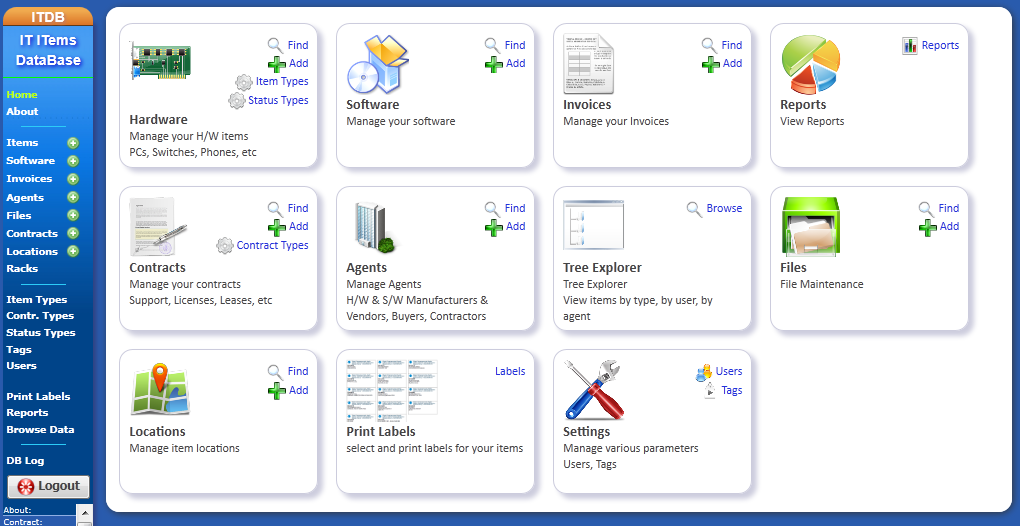 ITDB
IT ITems
DataBase
Home
About
Items
Software
Invoices
Agents
Files
Contracts
Locations
Racks
Item Types
Contr. Types
Status Types
Tags
Users
Print Labels
Reports
Browse Data
DB Log
Logout
About:
Contract:
Find
Add
Item Types
Status Types
Hardware
Manage your H/W items
PCs, Switches, Phones, etc
Find
Add
Software
Manage your software
Find
Add
Invoices
Manage your Invoices
Reports
Reports
View Reports
Find
Add
Contract Types
Contracts
Manage your contracts
Support, Licenses, Leases, etc
Find
Add
Agents
Manage Agents
H/W & S/W Manufacturers &
Vendors, Buyers, Contractors
Browse
Tree Explorer
Tree Explorer
View items by type, by user, by
agent
Find
Add
Files
File Maintenance
Find
Add
Locations
Manage item locations
Labels
Print Labels
select and print labels for your items
Users
Tags
Settings
Manage various parameters
Users, Tags